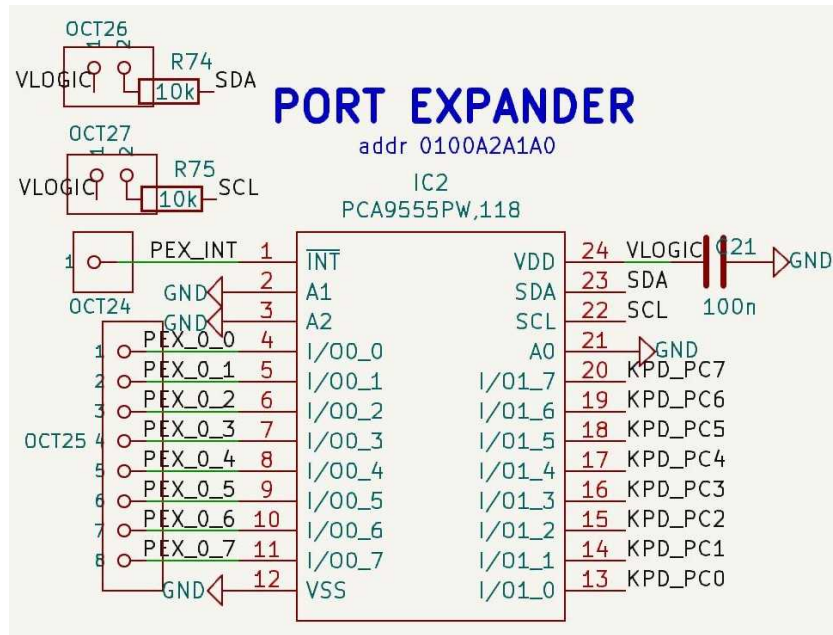 OCT26
1 2
R74
VLOGIC 10k SDA
PORT EXPANDER
addr 0100A2A1A0
OCT27
1 2
R75
VLOGIC 10k SCL
IC2
PCA9555PW,118
1 PEX_INT 1 INT VDD 24 VLOGIC C21 GND
OCT24 GND 2 A1 SDA 23 SDA
100n
GND 3 A2 SCL 22 SCL
1 PEX_0_0 4 I/O0_0 A0 21 GND
2 PEX_0_1 5 I/O0_1 I/O1_7 20 KPD_PC7
3 PEX_0_2 6 I/O0_2 I/O1_6 19 KPD_PC6
OCT25 4 PEX_0_3 7 I/O0_3 I/O1_5 18 KPD_PC5
5 PEX_0_4 8 I/O0_4 I/O1_4 17 KPD_PC4
6 PEX_0_5 9 I/O0_5 I/O1_3 16 KPD_PC3
7 PEX_0_6 10 I/O0_6 I/O1_2 15 KPD_PC2
8 PEX_0_7 11 I/O0_7 I/O1_1 14 KPD_PC1
GND 12 VSS I/O1_0 13 KPD_PC0